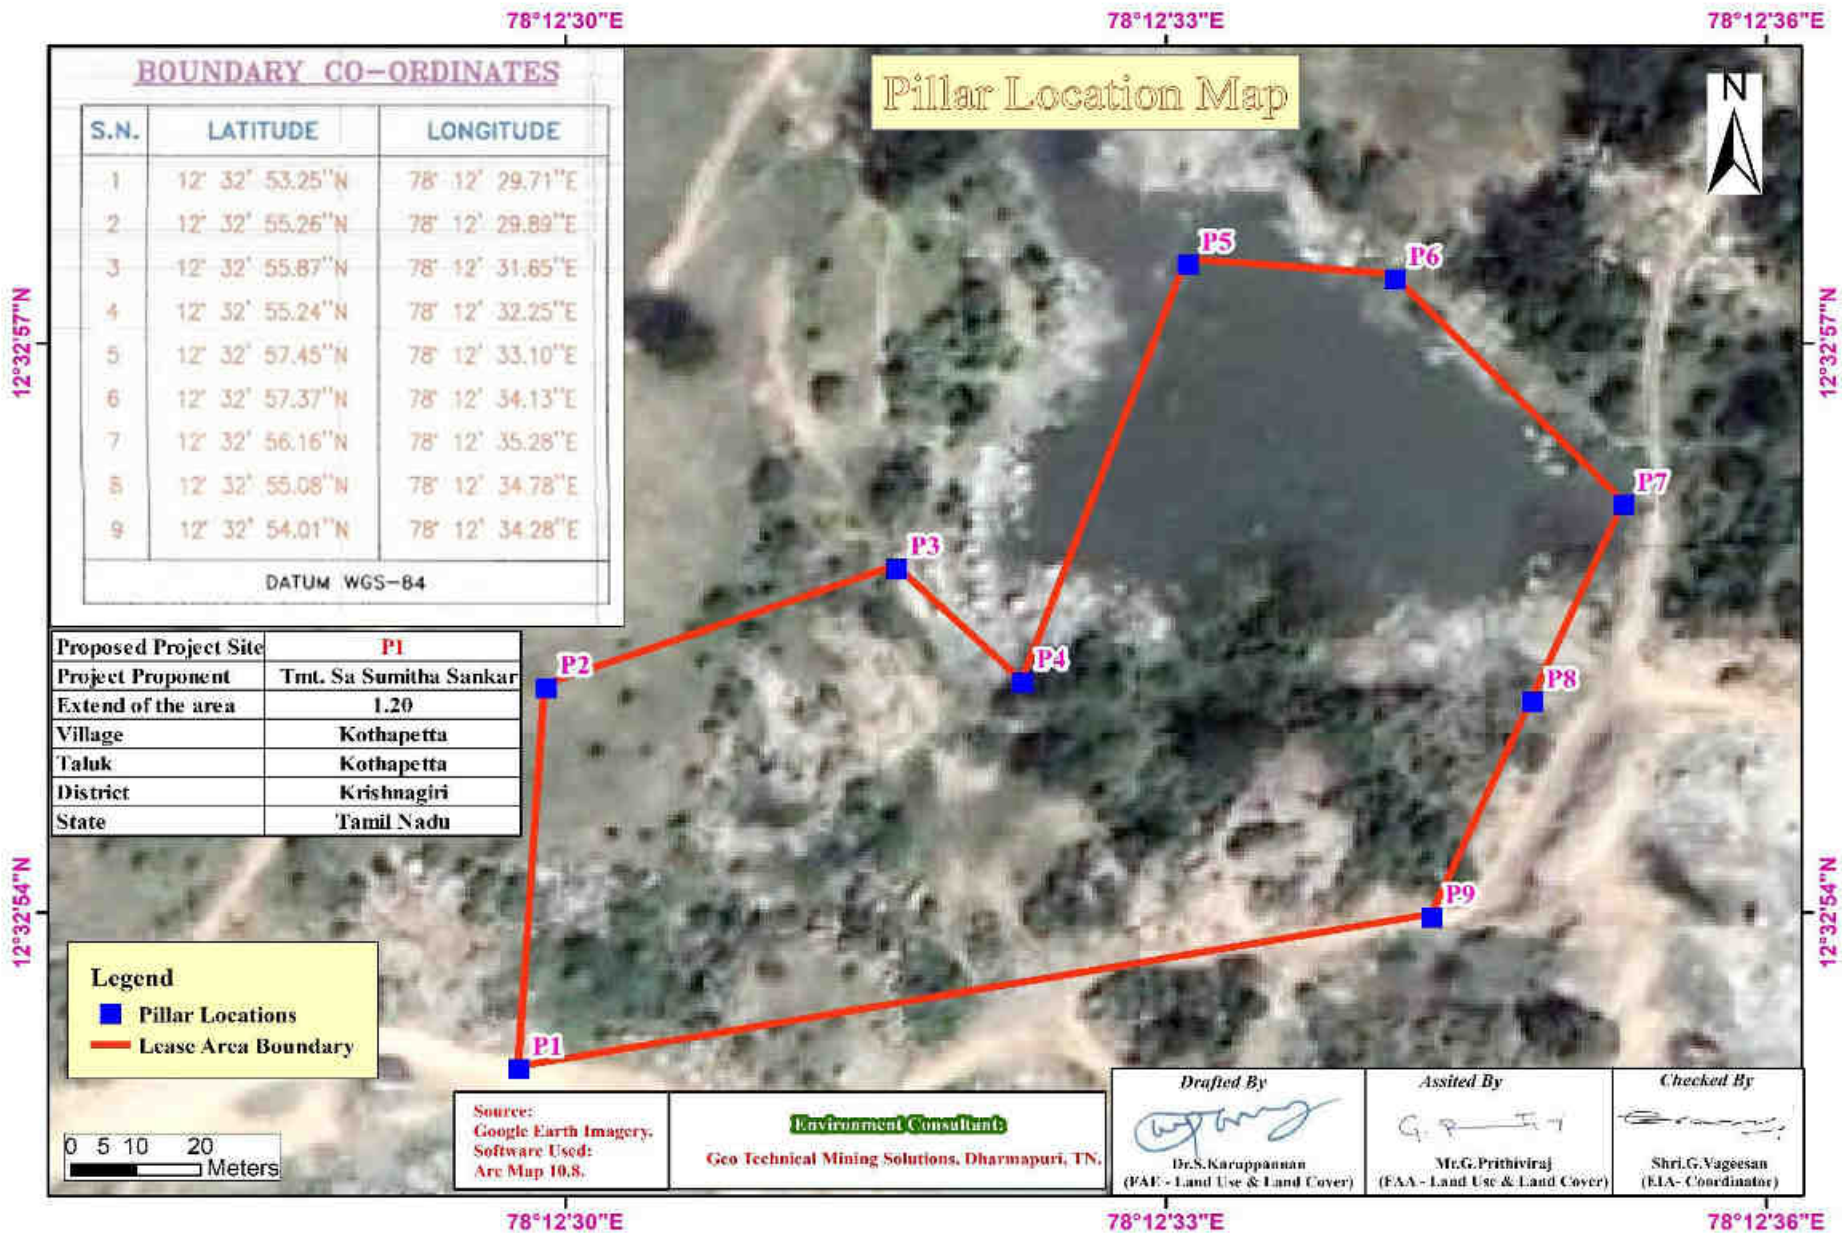 78°12'30"E 78°12'33"E 78°12'36"E
BOUNDARY CO-ORDINATES
S.N. LATITUDE LONGITUDE
1 12° 32' 53.25"N 78° 12' 29.71"E
2 12° 32' 55.26"N 78° 12' 29.89"E
3 12° 32' 55.87"N 78° 12' 31.65"E
4 12° 32' 55.24"N 78° 12' 32.25"E
5 12° 32' 57.45"N 78° 12' 33.10"E
6 12° 32' 57.37"N 78° 12' 34.13"E
7 12° 32' 56.16"N 78° 12' 35.28"E
8 12° 32' 55.08"N 78° 12' 34.78"E
9 12° 32' 54.01"N 78° 12' 34.28"E
DATUM WGS-84
Pillar Location Map
N
12°32'57"N
12°32'57"N
P5
P6
P7
P3
P4
P2
P8
P9
P1
Proposed Project Site P1
Project Proponent Tmt. Sa Sumitha Sankar
Extend of the area 1.20
Village Kothapetta
Taluk Kothapetta
District Krishnagiri
State Tamil Nadu
12°32'54"N
12°32'54"N
Legend
Pillar Locations
Lease Area Boundary
0 5 10 20
Meters
Source:
Google Earth Imagery.
Software Used:
Arc Map 10.8.
Environment Consultant:
Geo Technical Mining Solutions, Dharmapuri, TN.
Drafted By
Dr.S.Karuppannan
(FAE - Land Use & Land Cover)
Assited By
Mr.G.Prithiviraj
(FAA - Land Use & Land Cover)
Checked By
Shri.G.Vageesan
(EIA- Coordinator)
78°12'30"E 78°12'33"E 78°12'36"E